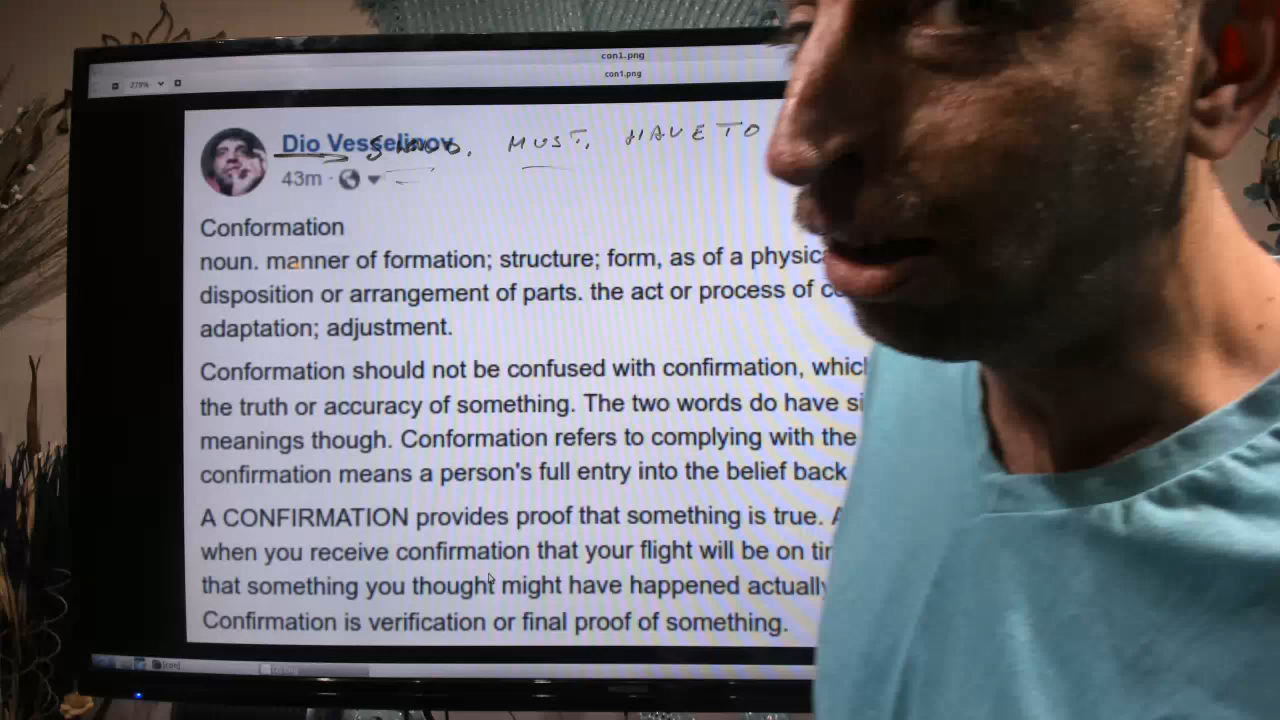 con1.png
279%
con1.png
Dio Vesselinov MUST, HAVE TO
43m
Conformation
noun. manner of formation; structure; form, as of a physica
disposition or arrangement of parts. the act or process of
adaptation; adjustment.
Conformation should not be confused with confirmation, which
the truth or accuracy of something. The two words do have si
meanings though. Conformation refers to complying with the
confirmation means a person's full entry into the belief back
A CONFIRMATION provides proof that something is true. A
when you receive confirmation that your flight will be on tim
that something you thought might have happened actually
Confirmation is verification or final proof of something.
[con]